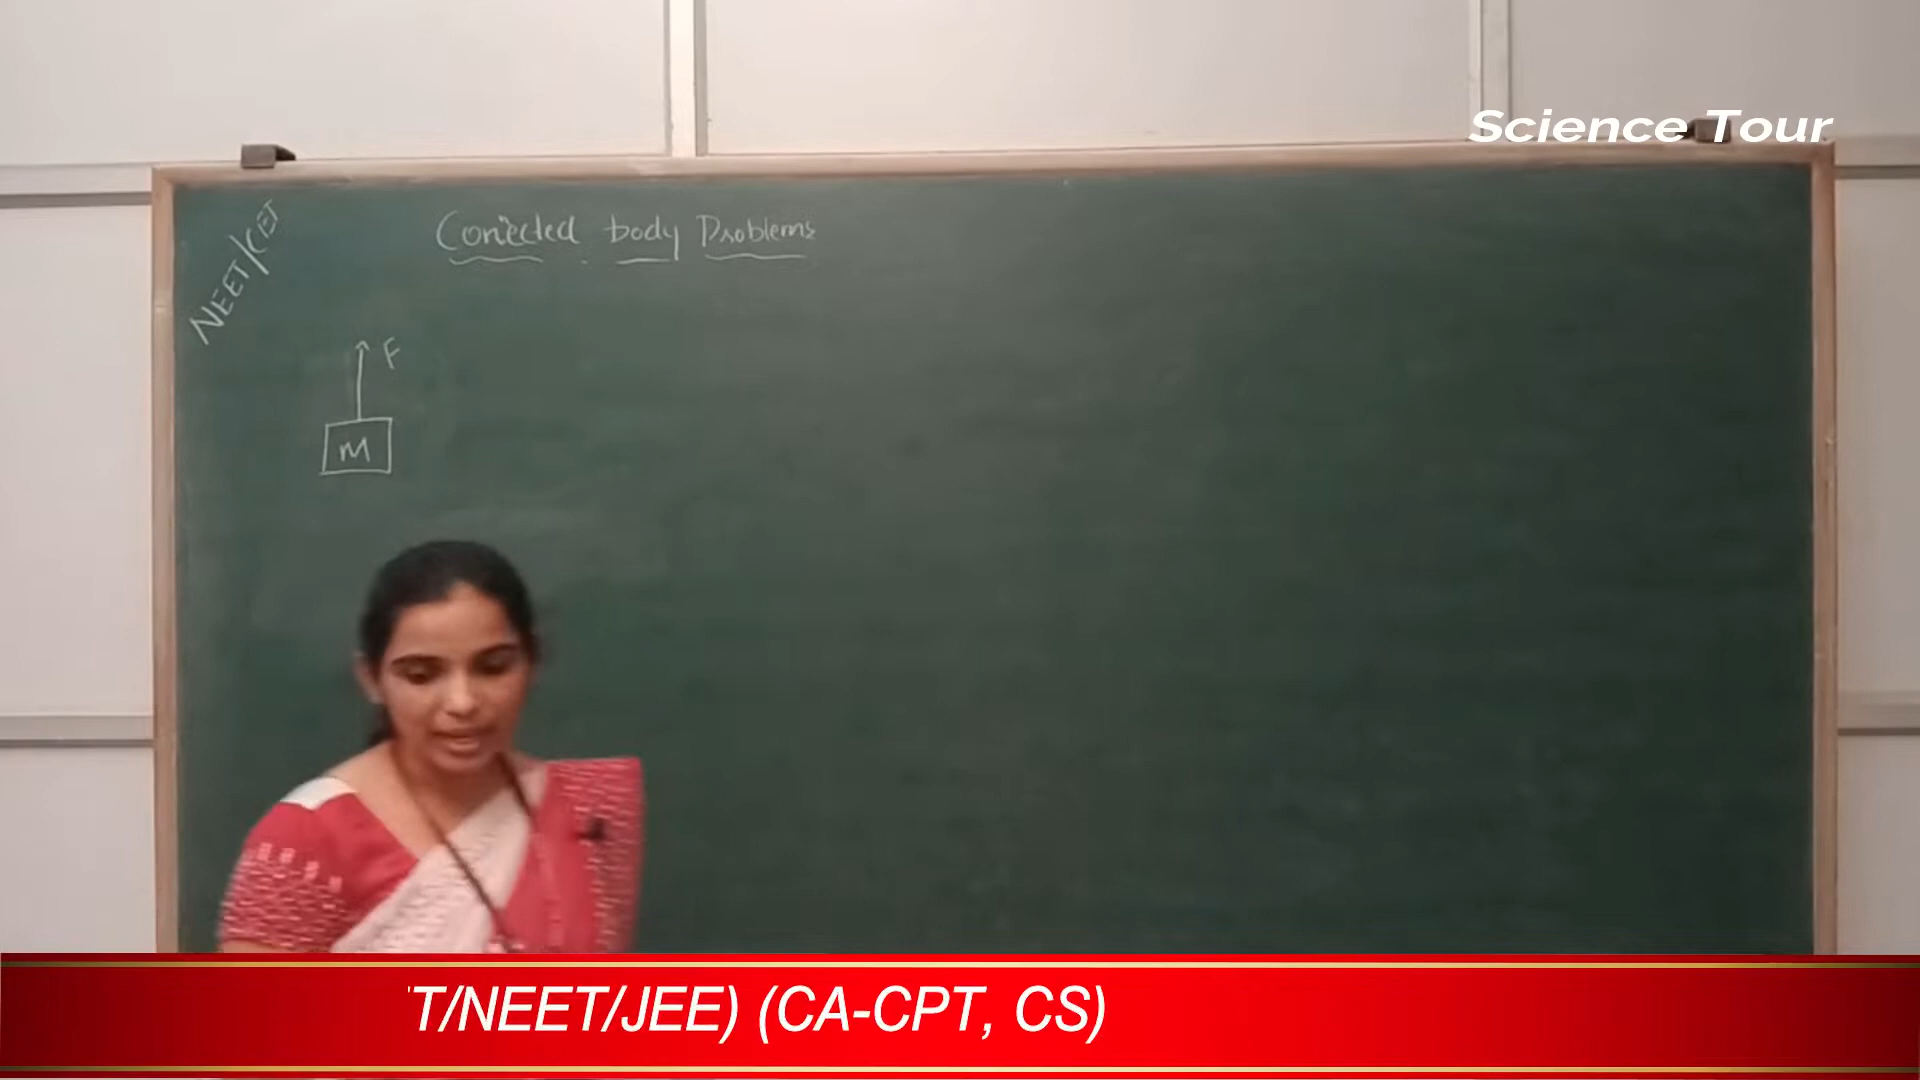 Science Tour
NEET/CET
Conected body Problems
F
M
T/NEET/JEE) (CA-CPT, CS)